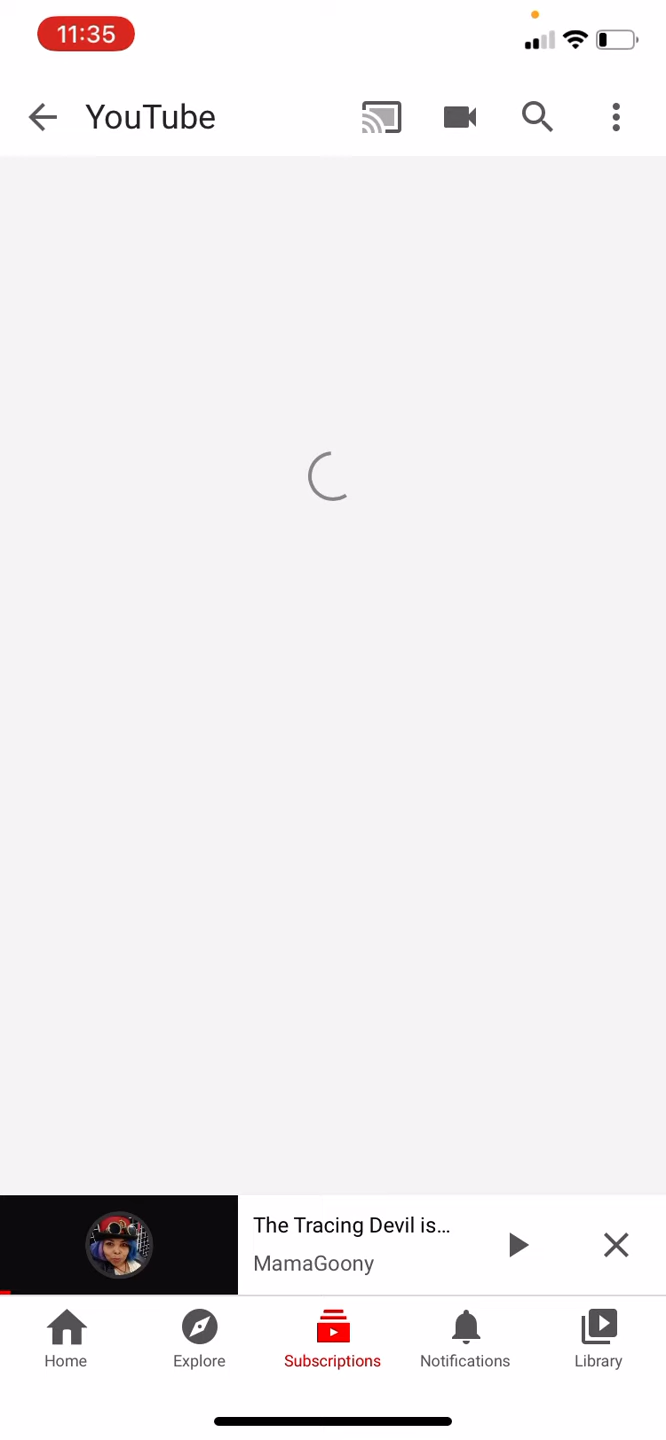 11:35
YouTube
The Tracing Devil is...
MamaGoony
Home
Explore
Subscriptions
Notifications
Library